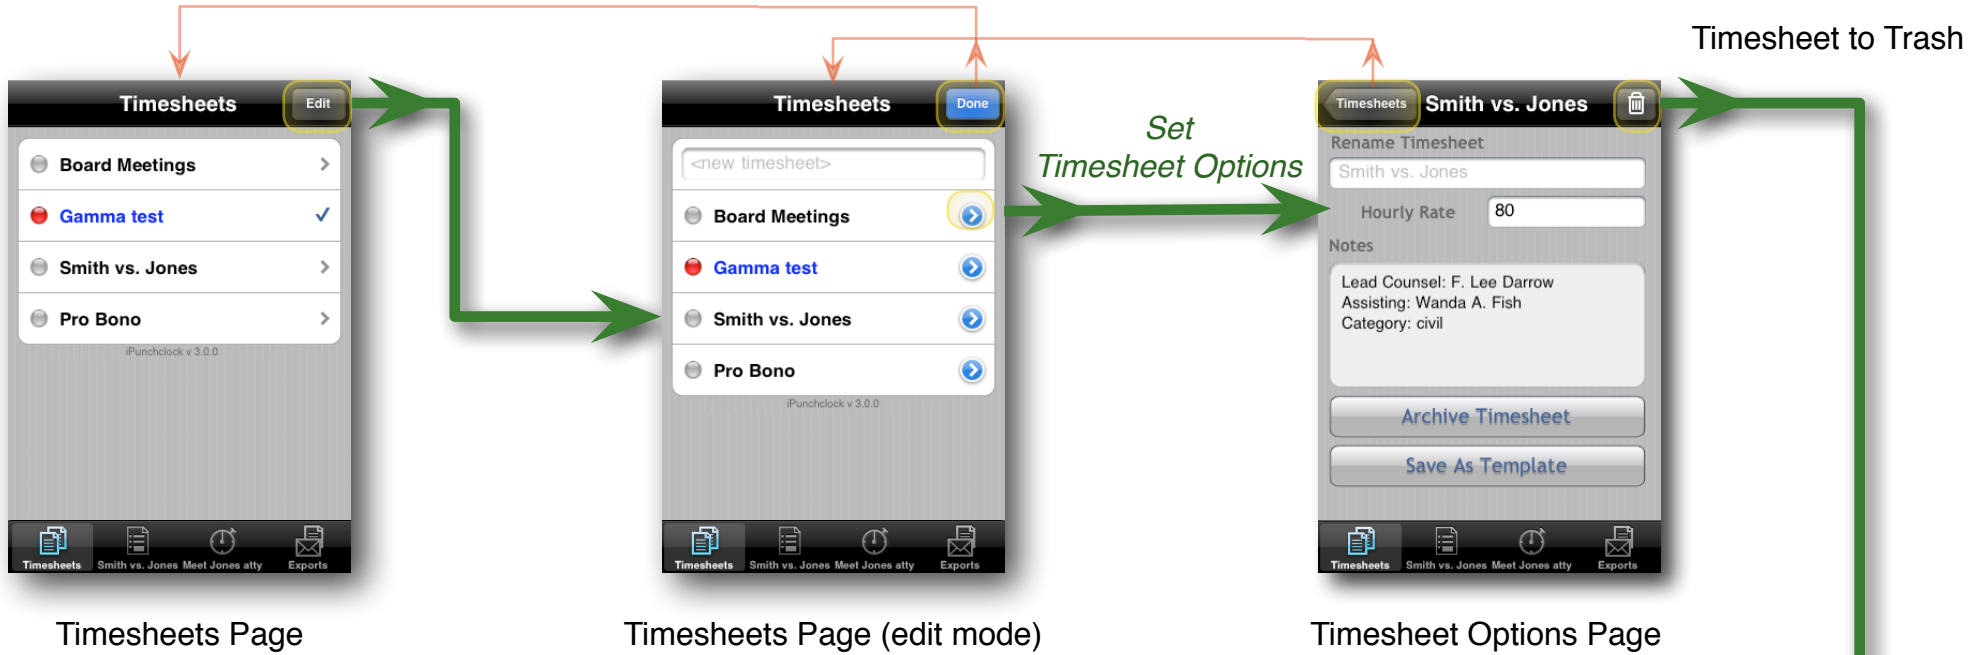 Timesheet to Trash
Timesheets
Edit
Board Meetings
Gamma test
Smith vs. Jones
Pro Bono
iPunchclock v 3.0.0
Timesheets
Smith vs. Jones
Meet Jones atty
Exports
Timesheets Page
Timesheets
Done
<new timesheet>
Board Meetings
Gamma test
Smith vs. Jones
Pro Bono
iPunchclock v 3.0.0
Timesheets
Smith vs. Jones
Meet Jones atty
Exports
Timesheets Page (edit mode)
Set
Timesheet Options
Timesheets
Smith vs. Jones
Rename Timesheet
Smith vs. Jones
Hourly Rate
80
Notes
Lead Counsel: F. Lee Darrow
Assisting: Wanda A. Fish
Category: civil
Archive Timesheet
Save As Template
Timesheets
Smith vs. Jones
Meet Jones atty
Exports
Timesheet Options Page